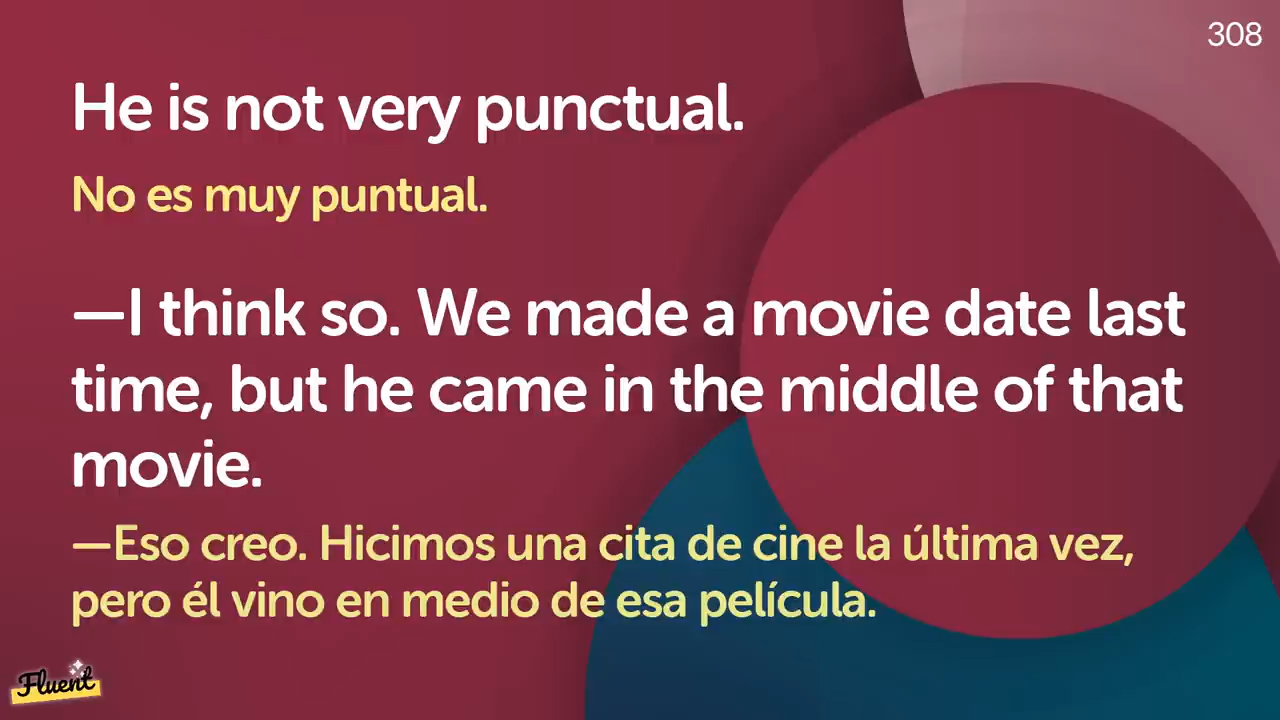 308
He is not very punctual.
No es muy puntual.
—I think so. We made a movie date last
time, but he came in the middle of that
movie.
—Eso creo. Hicimos una cita de cine la última vez,
pero él vino en medio de esa película.
Fluent